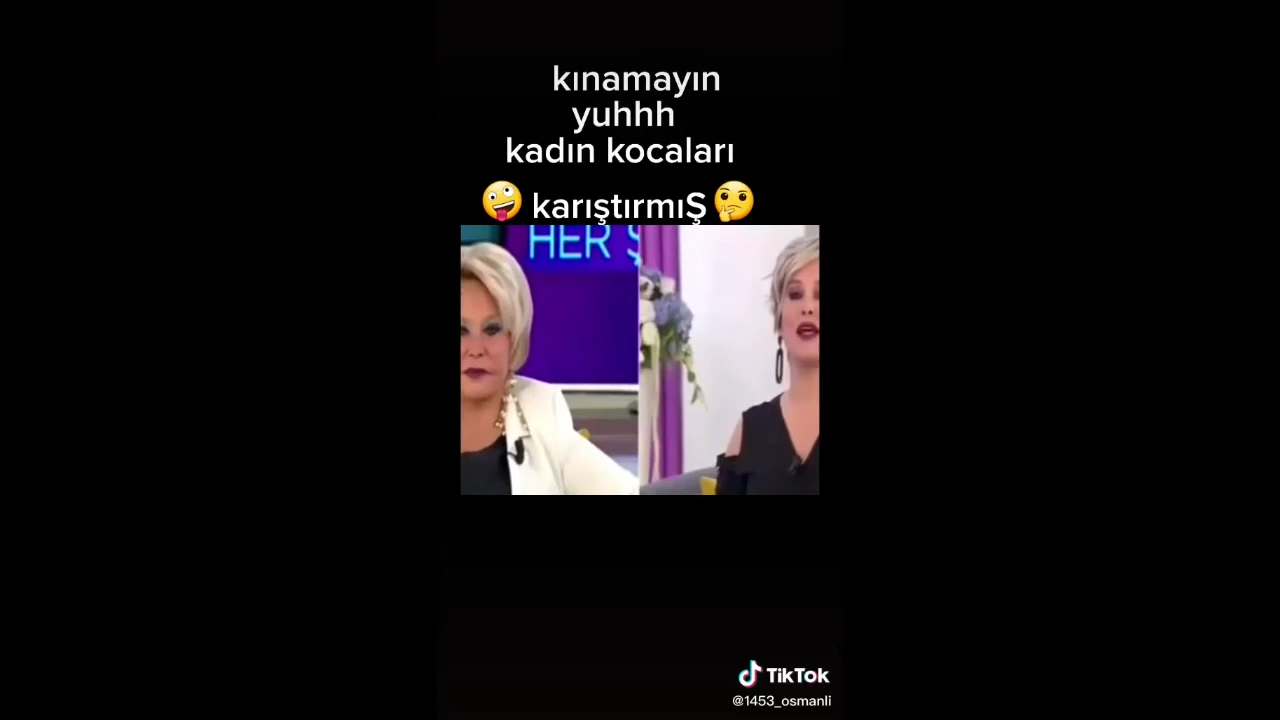 kınamayın
yuhhh
kadın kocaları
karıştırmıŞ
HER Ş
TikTok
@1453_osmanli